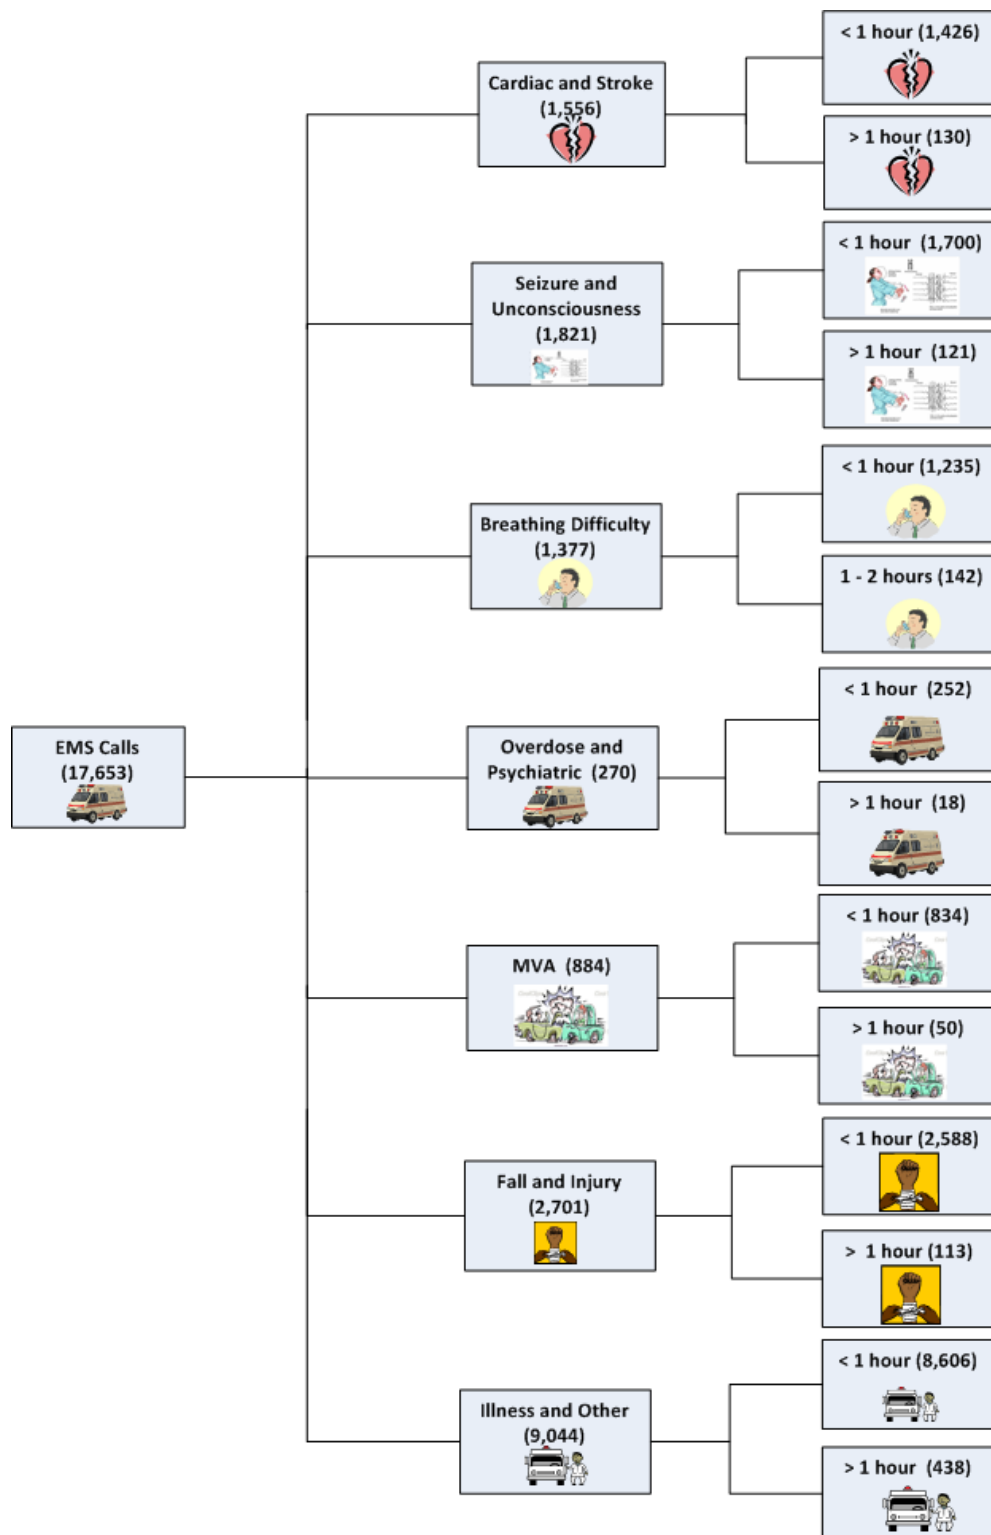 EMS Calls
(17,653)
Cardiac and Stroke
(1,556)
< 1 hour (1,426)
> 1 hour (130)
Seizure and
Unconsciousness
(1,821)
< 1 hour (1,700)
> 1 hour (121)
Breathing Difficulty
(1,377)
< 1 hour (1,235)
1 - 2 hours (142)
Overdose and
Psychiatric (270)
< 1 hour (252)
> 1 hour (18)
MVA (884)
< 1 hour (834)
> 1 hour (50)
Fall and Injury
(2,701)
< 1 hour (2,588)
> 1 hour (113)
Illness and Other
(9,044)
< 1 hour (8,606)
> 1 hour (438)